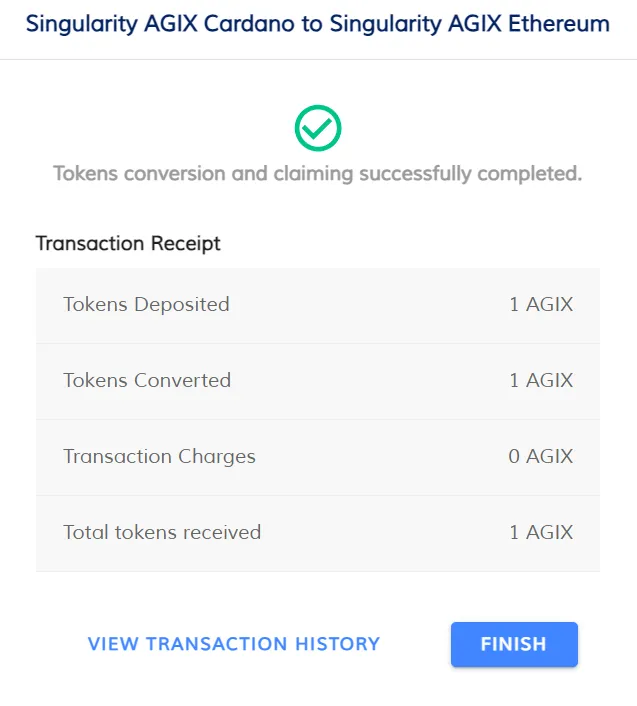 Singularity AGIX Cardano to Singularity AGIX Ethereum
Tokens conversion and claiming successfully completed.
Transaction Receipt
Tokens Deposited 1 AGIX
Tokens Converted 1 AGIX
Transaction Charges 0 AGIX
Total tokens received 1 AGIX
VIEW TRANSACTION HISTORY FINISH